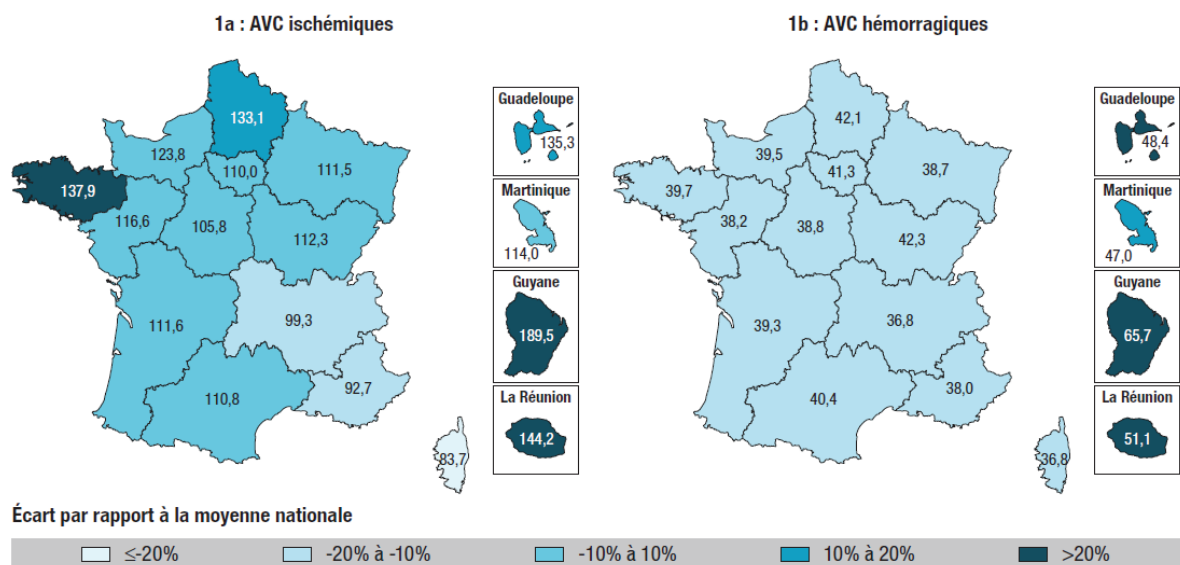 1a : AVC ischémiques
133,1
123,8
110,0
111,5
137,9
116,6
105,8
112,3
111,6
99,3
110,8
92,7
83,7
Guadeloupe
135,3
Martinique
114,0
Guyane
189,5
La Réunion
144,2
1b : AVC hémorragiques
42,1
39,5
41,3
38,7
39,7
38,2
38,8
42,3
39,3
36,8
40,4
38,0
36,8
Guadeloupe
48,4
Martinique
47,0
Guyane
65,7
La Réunion
51,1
Écart par rapport à la moyenne nationale
≤-20% -20% à -10% -10% à 10% 10% à 20% >20%